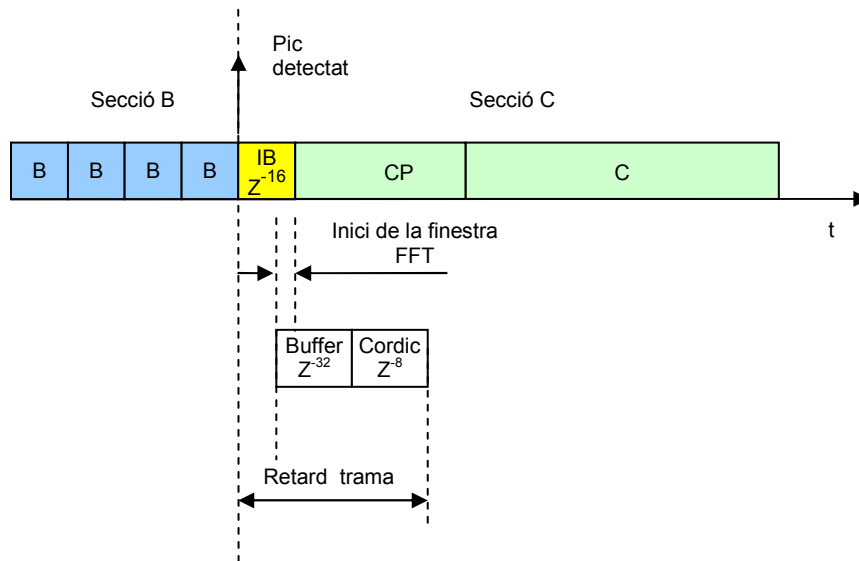 Pic
detectat
Secció B
Secció C
B B B B IB
Z-16 CP C
t
Inici de la finestra
FFT
Buffer
Z-32
Cordic
Z-8
Retard trama